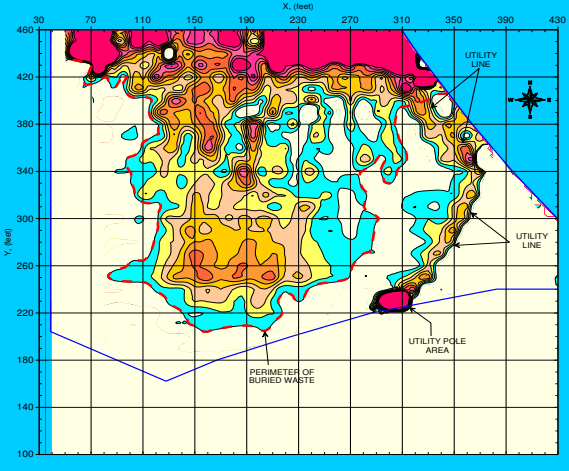 X, (feet)
30 70 110 150 190 230 270 310 350 390 430
460
420
380
340
300
260
220
180
140
100
Y, (feet)
UTILITY
LINE
N
W E
S
UTILITY
LINE
UTILITY POLE
AREA
PERIMETER OF
BURIED WASTE